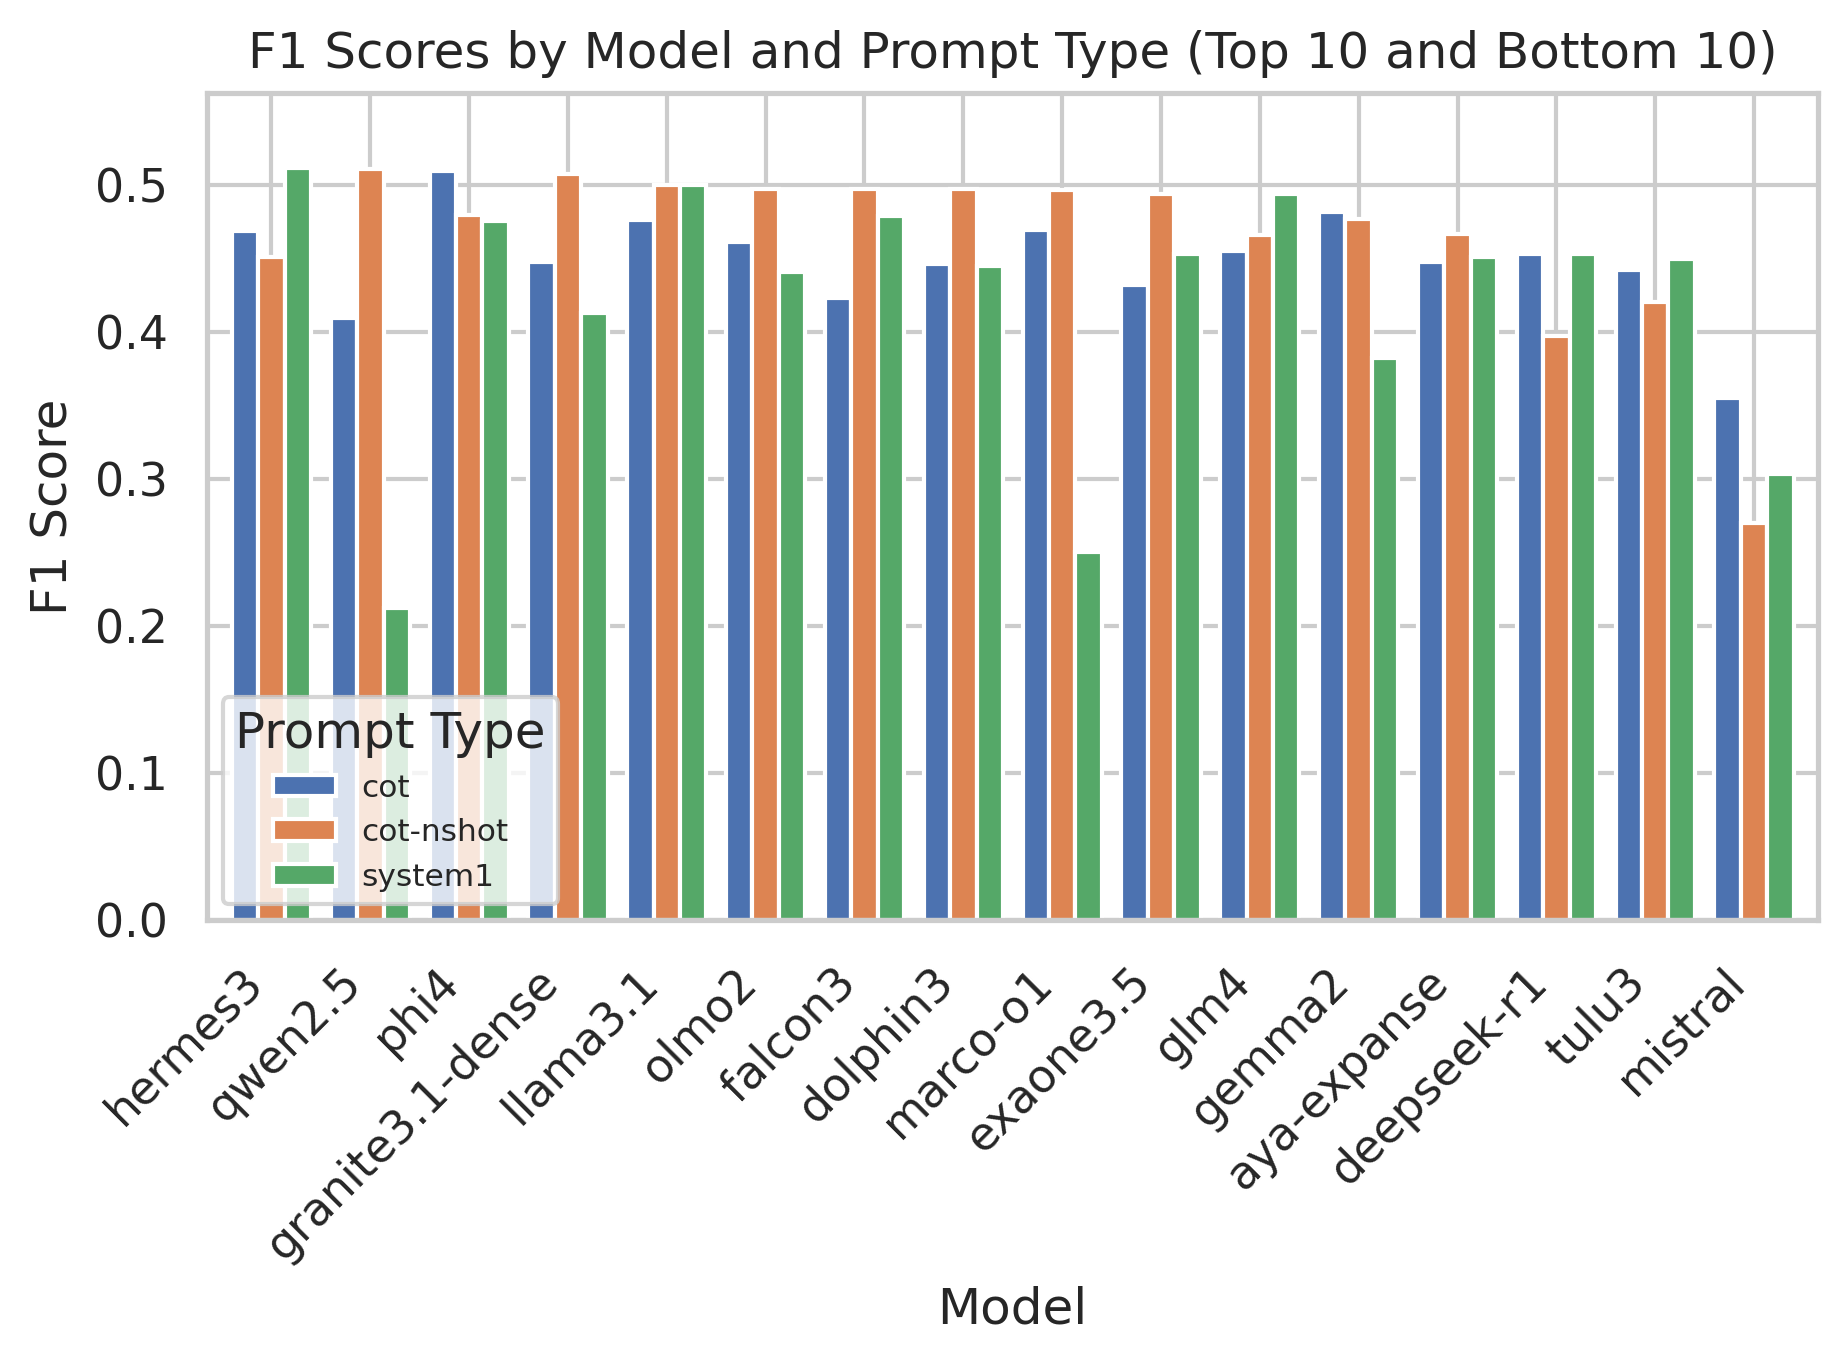 F1 Scores by Model and Prompt Type (Top 10 and Bottom 10)
F1 Score
0.5
0.4
0.3
0.2
0.1
0.0
Prompt Type
cot
cot-nshot
system1
hermes3
qwen2.5
phi4
granite3.1-dense
llama3.1
olmo2
falcon3
dolphin3
marco-o1
exaone3.5
glm4
gemma2
aya-expanse
deepseek-r1
tulu3
mistral
Model